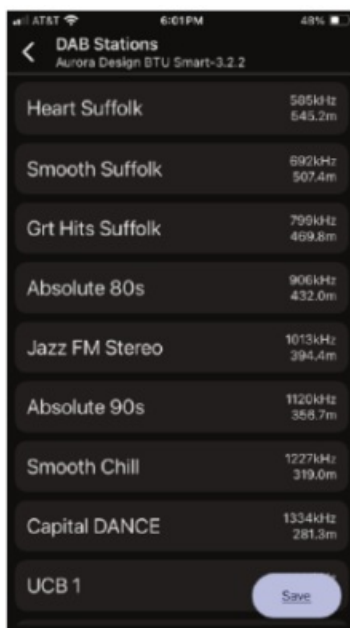 AT&T 6:01PM 48%
DAB Stations
Aurora Design BTU Smart-3.2.2
Heart Suffolk 585kHz
545.2m
Smooth Suffolk 692kHz
507.4m
Grt Hits Suffolk 799kHz
469.8m
Absolute 80s 906kHz
432.0m
Jazz FM Stereo 1013kHz
394.4m
Absolute 90s 1120kHz
356.7m
Smooth Chill 1227kHz
319.0m
Capital DANCE 1334kHz
281.3m
UCB 1
Save